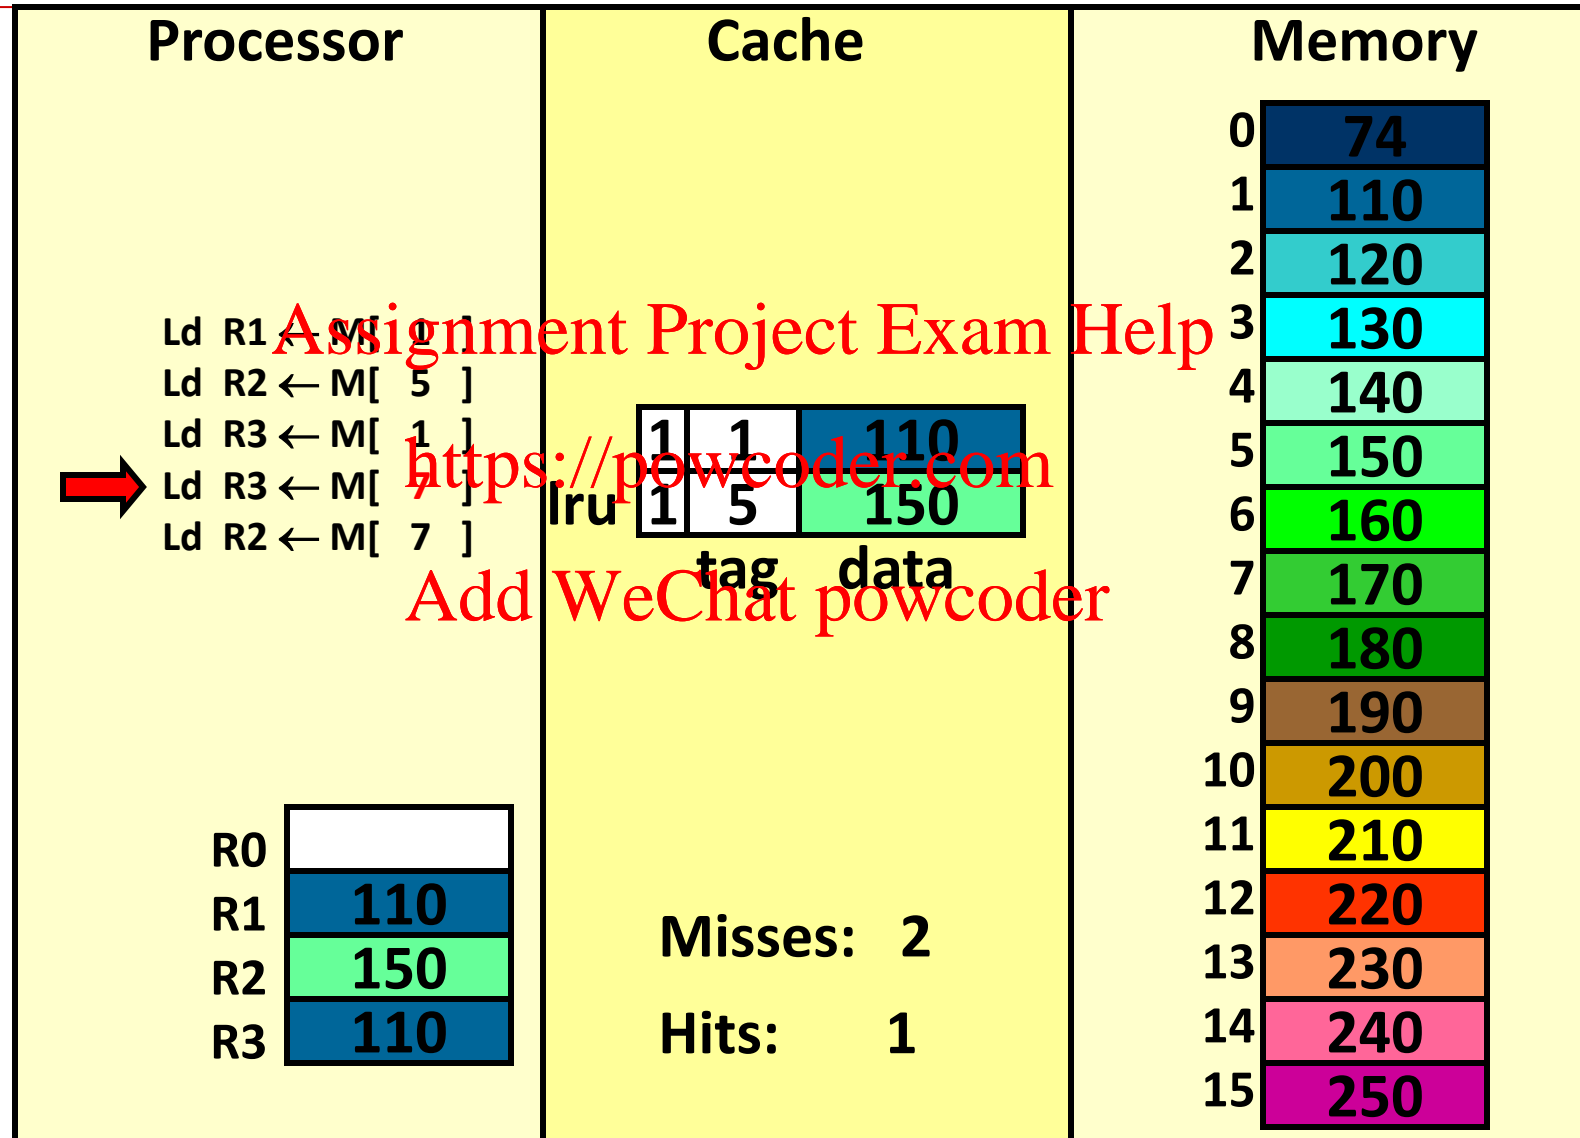 Processor
Cache
Memory
Ld R1 ← M[ 1 ]
Ld R2 ← M[ 5 ]
Ld R3 ← M[ 1 ]
Ld R3 ← M[ 7 ]
Ld R2 ← M[ 7 ]
Assignment Project Exam Help
https://powcoder.com
Add WeChat powcoder
1 1 110
lru 1 5 150
tag data
R0
R1 110
R2 150
R3 110
Misses: 2
Hits: 1
0 74
1 110
2 120
3 130
4 140
5 150
6 160
7 170
8 180
9 190
10 200
11 210
12 220
13 230
14 240
15 250